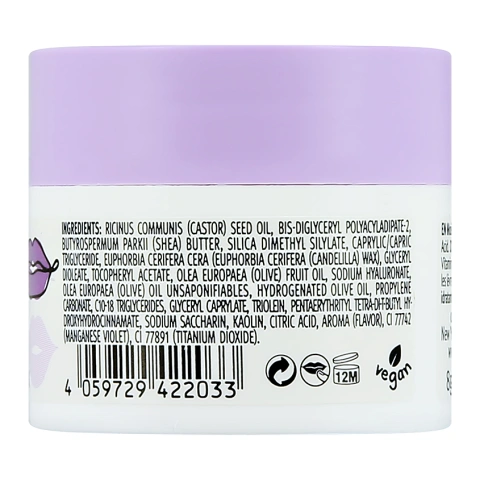 INGREDIENTS: RICINUS COMMUNIS (CASTOR) SEED OIL, BIS-DIGLYCERYL POLYACYLADIPATE-2,
BUTYROSPERMUM PARKII (SHEA) BUTTER, SILICA DIMETHYL SILYLATE, CAPRYLIC/CAPRIC
TRIGLYCERIDE, EUPHORBIA CERIFERA CERA (EUPHORBIA CERIFERA (CANDELILLA) WAX), GLYCERYL
DIOLEATE, TOCOPHERYL ACETATE, OLEA EUROPAEA (OLIVE) FRUIT OIL, SODIUM HYALURONATE,
OLEA EUROPAEA (OLIVE) OIL UNSAPONIFIABLES, HYDROGENATED OLIVE OIL, PROPYLENE
CARBONATE, C10-18 TRIGLYCERIDES, GLYCERYL CAPRYLATE, TRIOLEIN, PENTAERYTHRITYL TETRA-DI-T-BUTYL HY-
DROXYHYDROCINNAMATE, SODIUM SACCHARIN, KAOLIN, CITRIC ACID, AROMA (FLAVOR), CI 77742
(MANGANESE VIOLET), CI 77891 (TITANIUM DIOXIDE).
4 059729 422033
12M
vegan
EN
Acid.
New